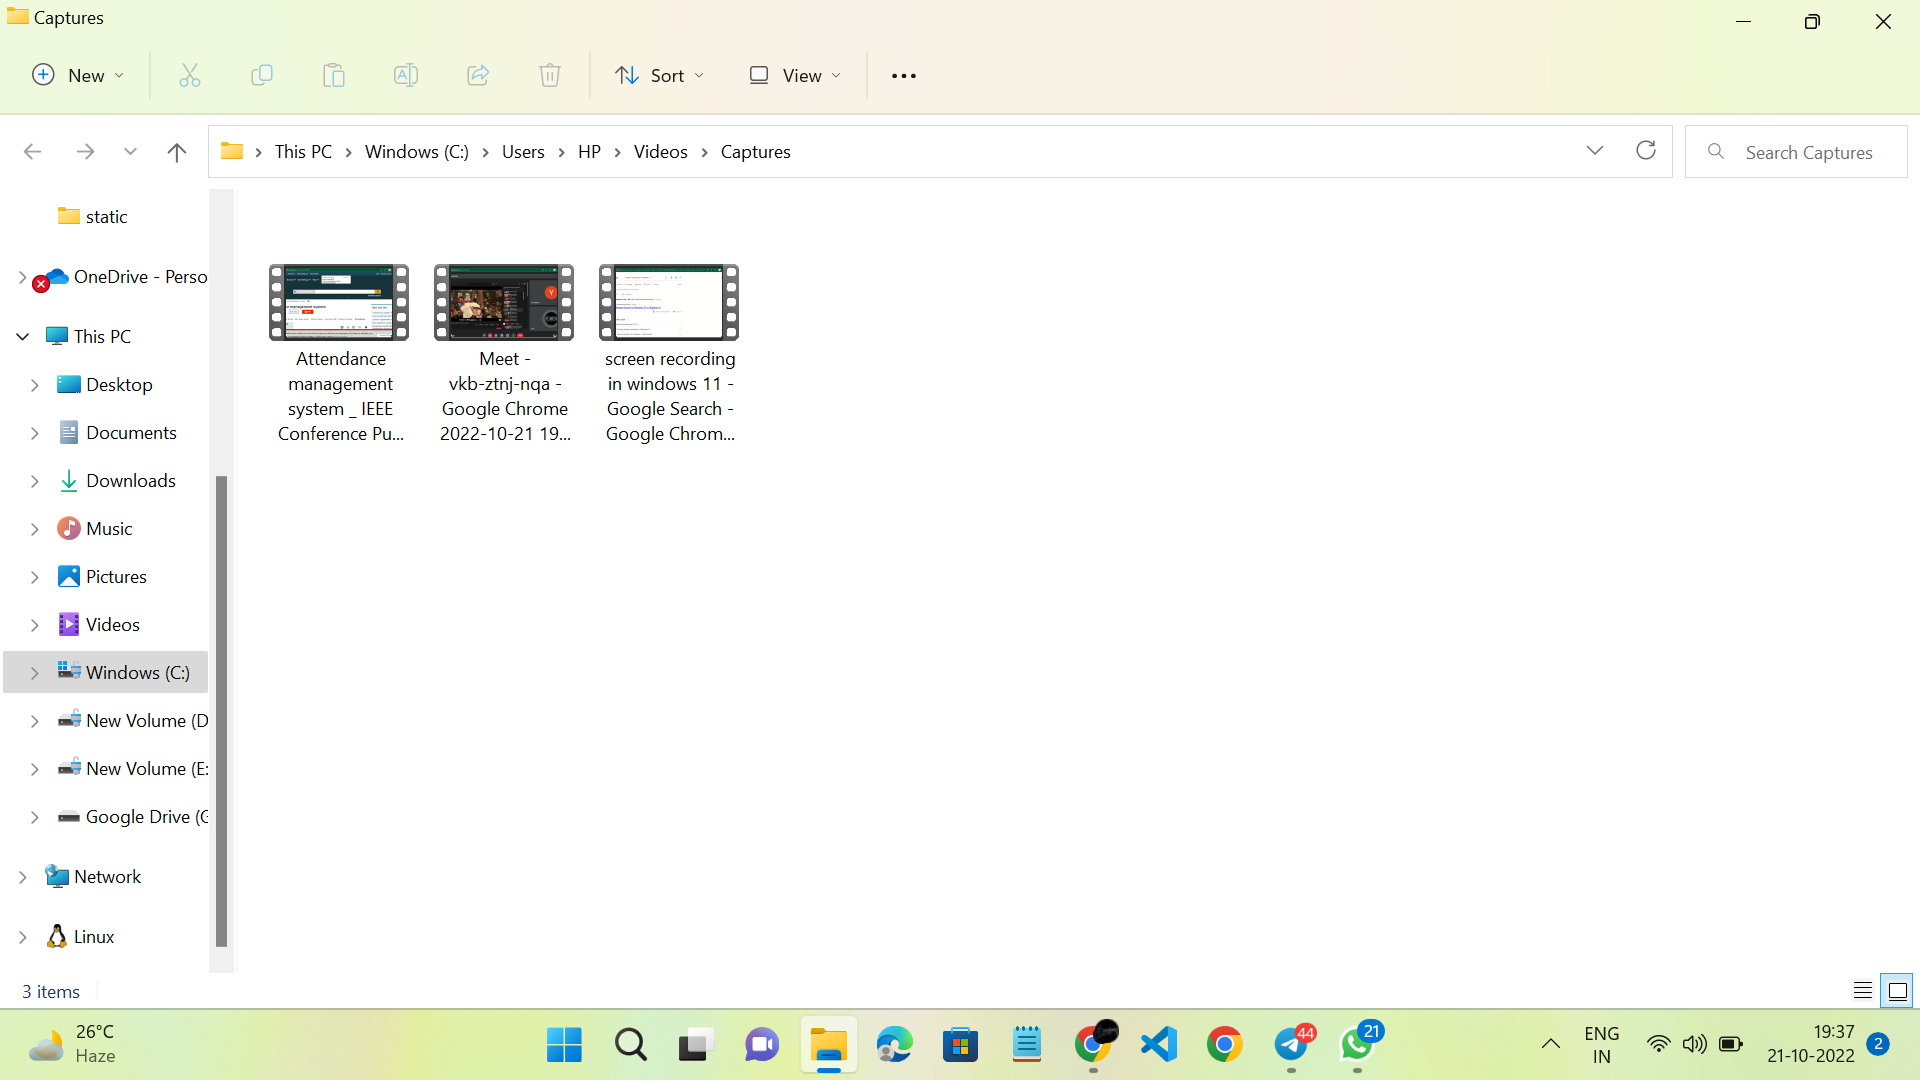 Captures
New
Sort
View
This PC
Windows (C:)
Users
HP
Videos
Captures
Search Captures
static
OneDrive - Perso
This PC
Desktop
Documents
Downloads
Music
Pictures
Videos
Windows (C:)
New Volume (D
New Volume (E:
Google Drive (G
Network
Linux
Attendance
management
system _ IEEE
Conference Pu...
Meet -
vkb-ztnj-nqa -
Google Chrome
2022-10-21 19...
screen recording
in windows 11 -
Google Search -
Google Chrom...
3 items
26°C
Haze
44
21
ENG
IN
19:37
21-10-2022
2